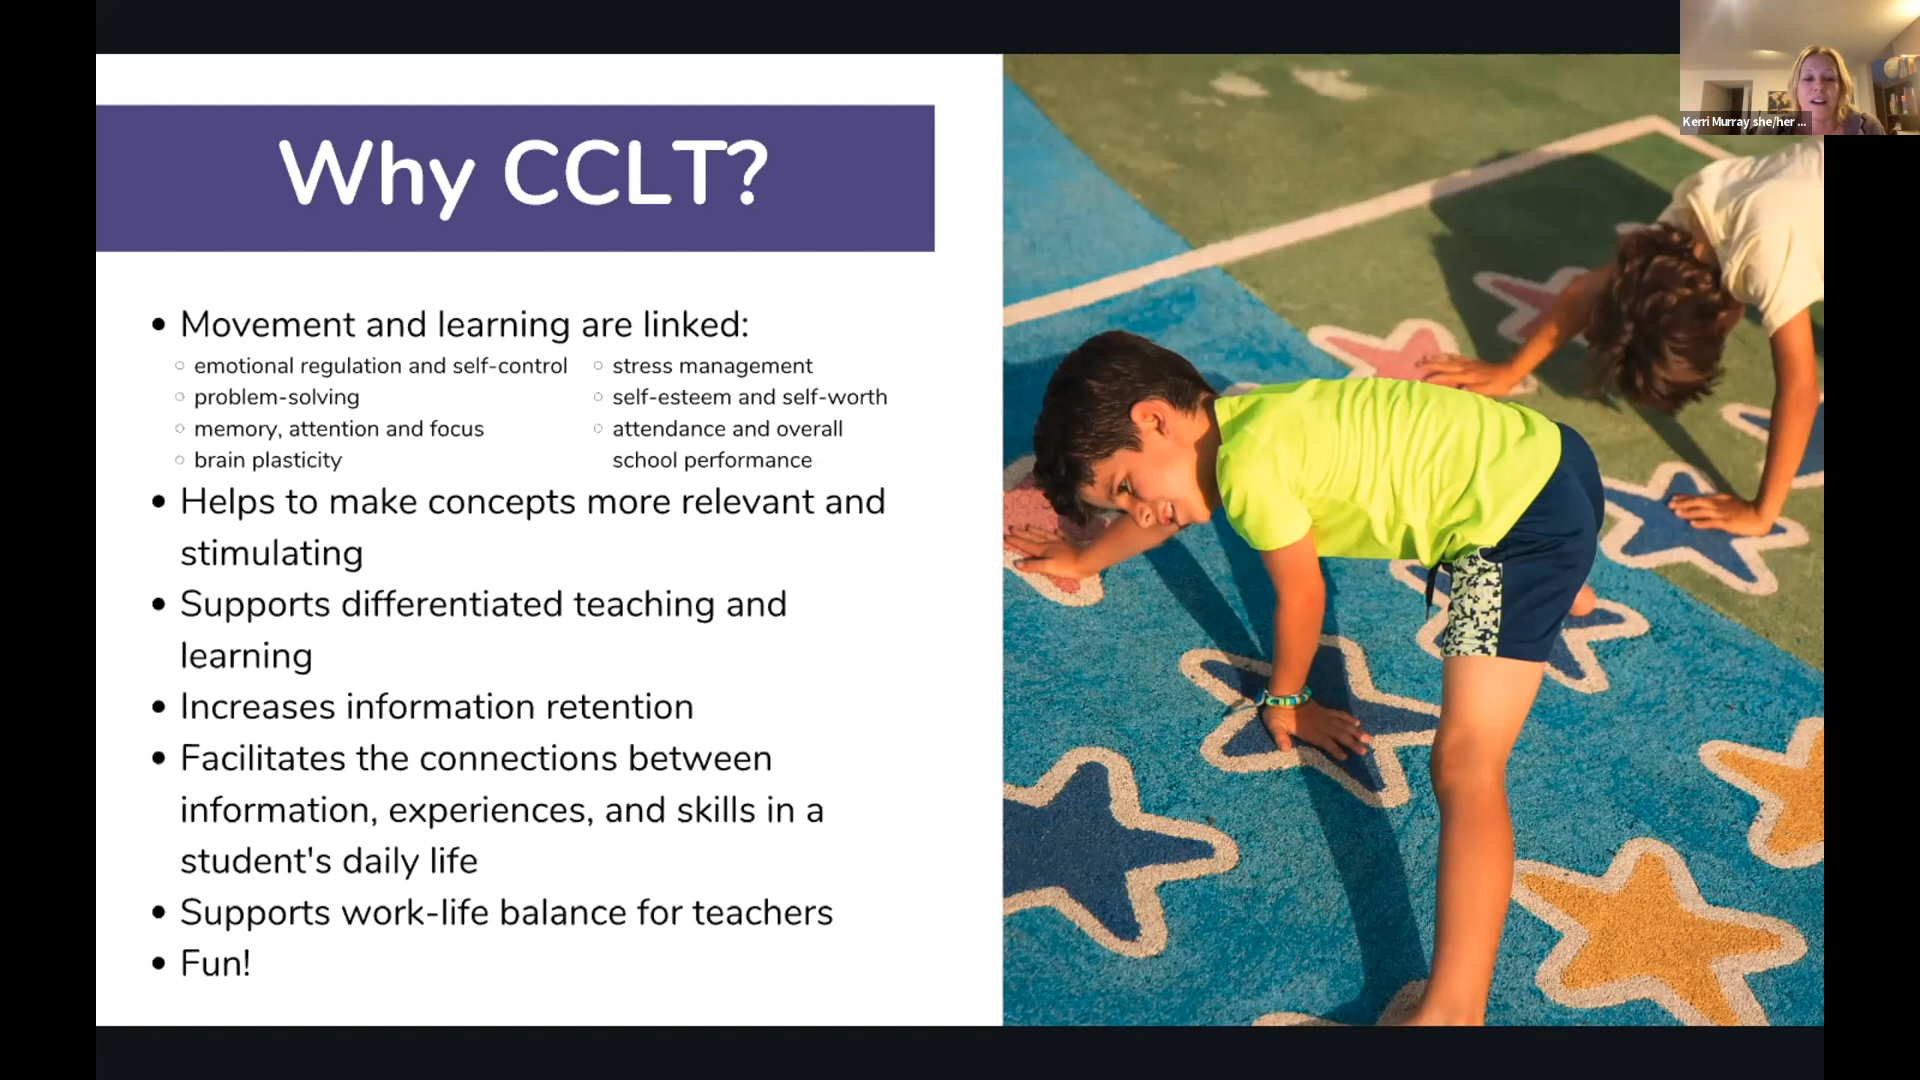 Why CCLT?
Kerri Murray she/her ...
• Movement and learning are linked:
○ emotional regulation and self-control
○ problem-solving
○ memory, attention and focus
○ brain plasticity
○ stress management
○ self-esteem and self-worth
○ attendance and overall
school performance
• Helps to make concepts more relevant and
stimulating
• Supports differentiated teaching and
learning
• Increases information retention
• Facilitates the connections between
information, experiences, and skills in a
student's daily life
• Supports work-life balance for teachers
• Fun!